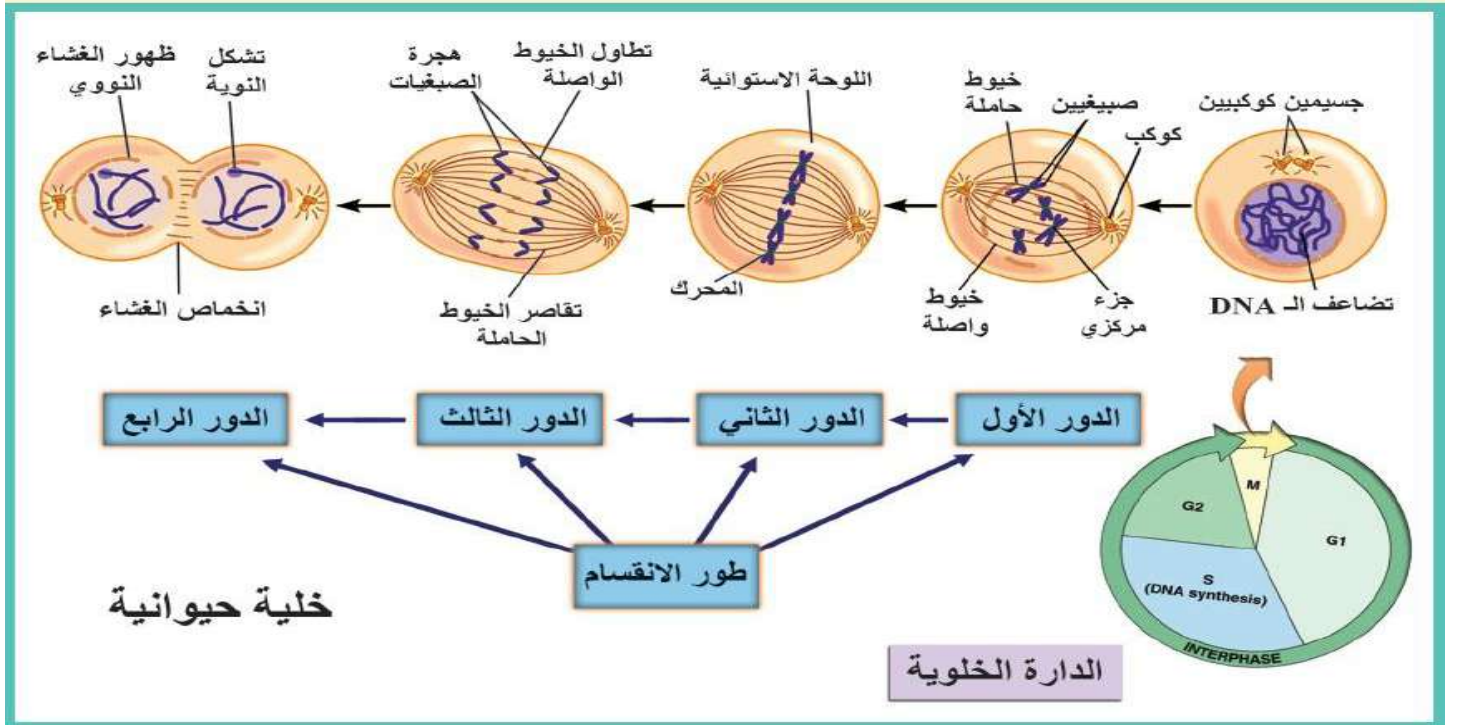 جسيمين كوكبيين
تضاعف الـ DNA
خيوط
حاملة
صبيغيين
كوكب
خيوط
واصلة
جزء
مركزي
اللوحة الاستوائية
المحرك
هجرة
الصبغيات
تطاول الخيوط
الواصلة
تقاصر الخيوط
الحاملة
ظهور الغشاء
النووي
تشكل
النوية
انخماص الغشاء
الدور الأول
الدور الثاني
الدور الثالث
الدور الرابع
طور الانقسام
خلية حيوانية
الدارة الخلوية
M
G2
G1
S
(DNA synthesis)
INTERPHASE